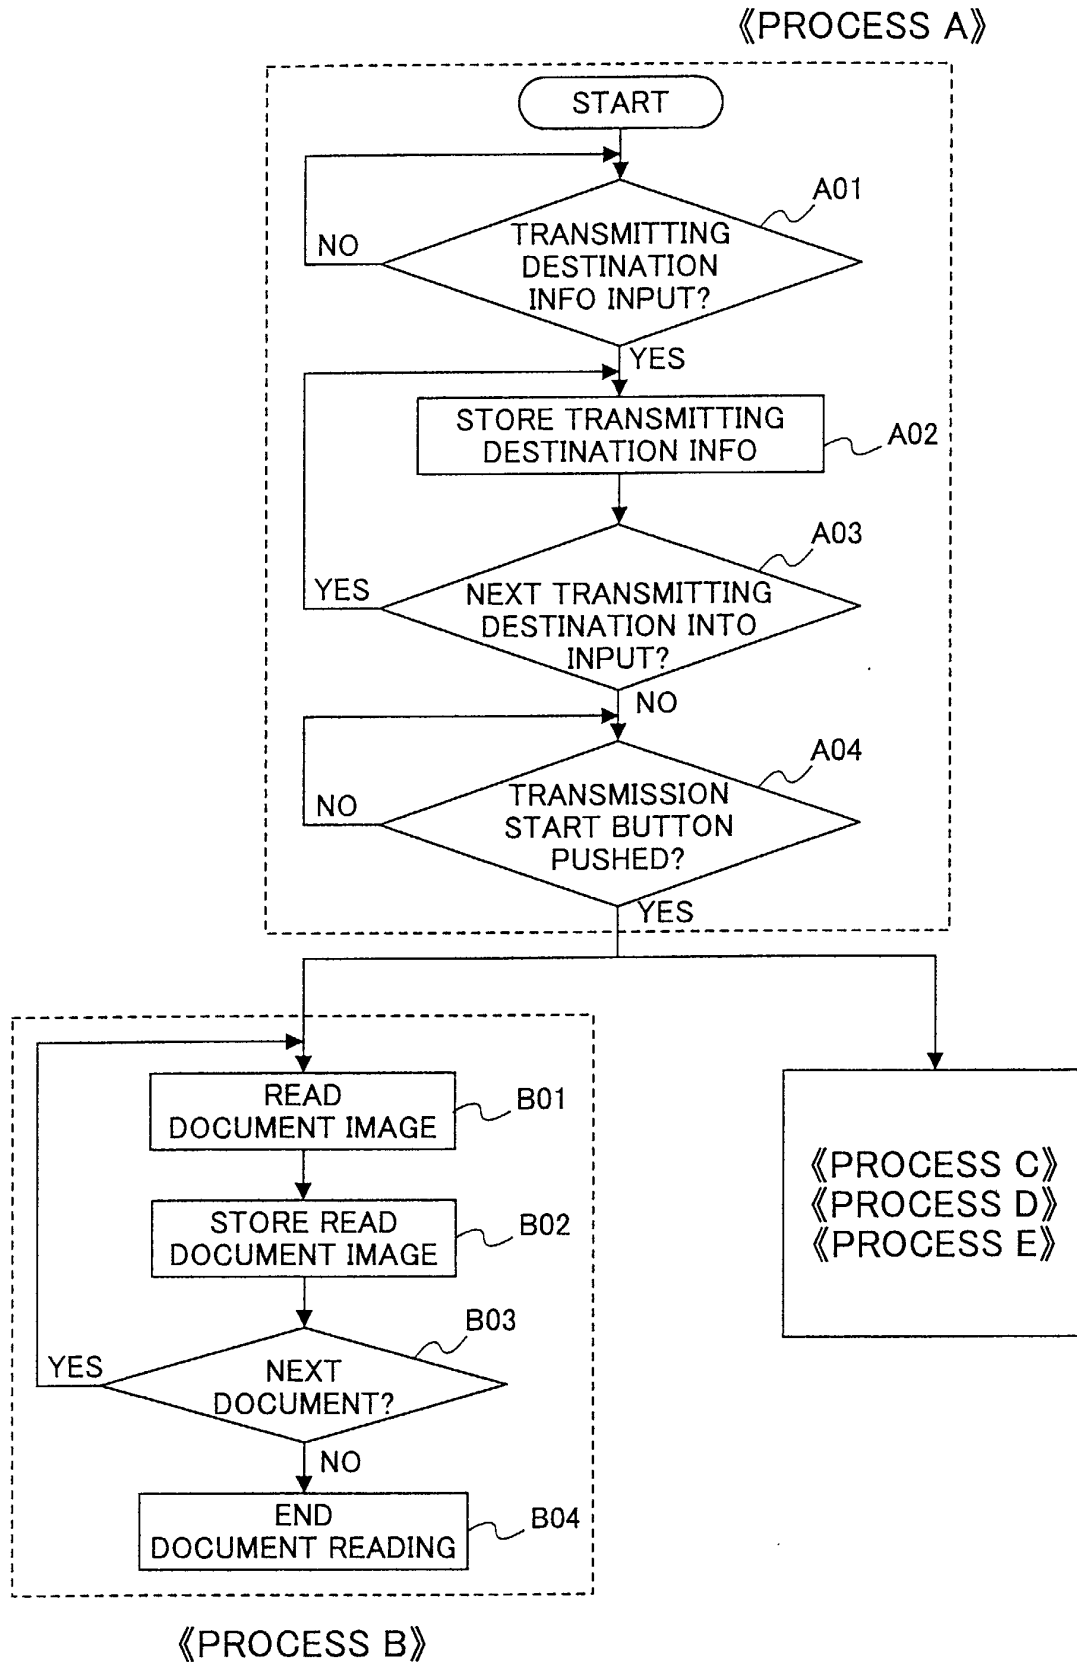 《PROCESS A》
START
A01
TRANSMITTING
DESTINATION
INFO INPUT?
NO
YES
STORE TRANSMITTING
DESTINATION INFO
A02
A03
NEXT TRANSMITTING
DESTINATION INTO
INPUT?
YES
NO
A04
TRANSMISSION
START BUTTON
PUSHED?
NO
YES
READ
DOCUMENT IMAGE
B01
STORE READ
DOCUMENT IMAGE
B02
B03
NEXT
DOCUMENT?
YES
NO
END
DOCUMENT READING
B04
《PROCESS B》
《PROCESS C》
《PROCESS D》
《PROCESS E》